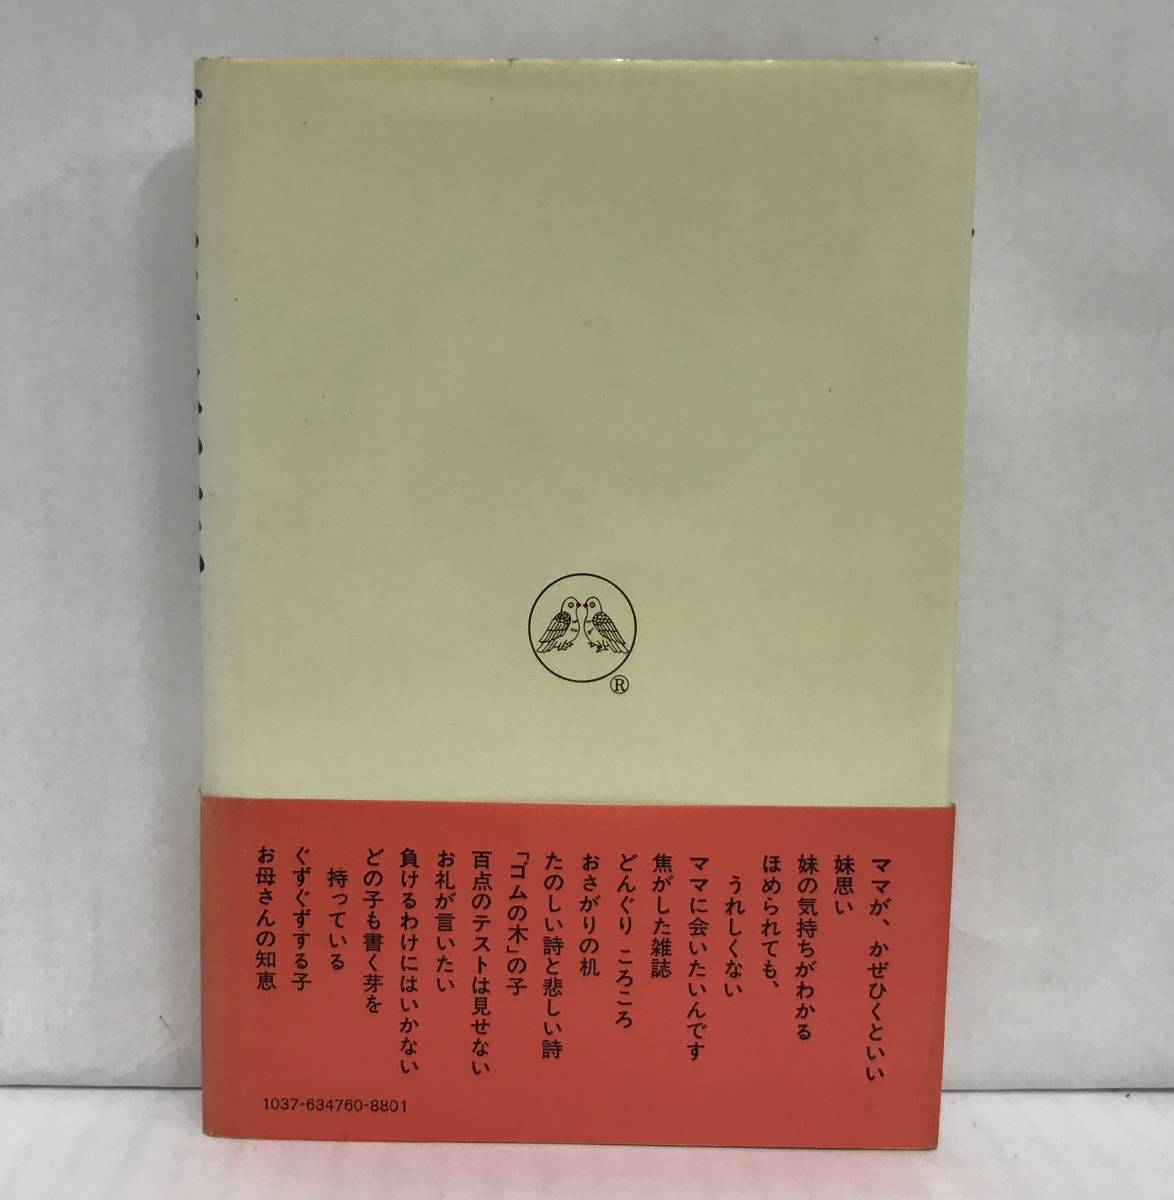 ®
ママが、かぜひくといい
妹思い
妹の気持ちがわかる
ほめられても、
うれしくない
ママに会いたいんです
焦がした雑誌
どんぐり ころころ
おさがりの机
たのしい詩と悲しい詩
「ゴムの木」の子
百点のテストは見せない
お礼が言いたい
負けるわけにはいかない
どの子も書く芽を
持っている
ぐずぐずする子
お母さんの知恵
1037-634760-8801